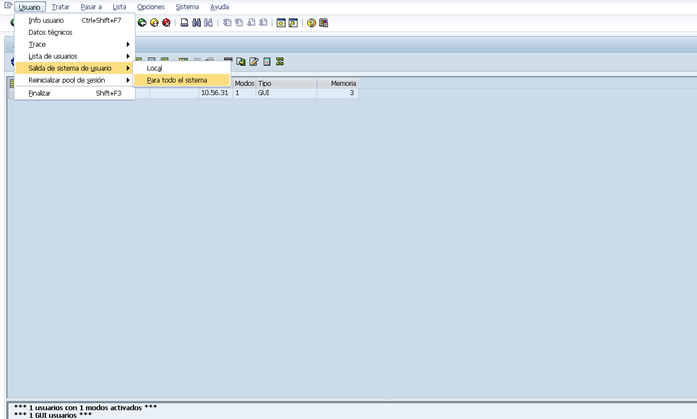 Usuario Tratar Pasar a Lista Opciones Sistema Ayuda
Info usuario Ctrl+Shift+F7
Datos técnicos
Trace
Lista de usuarios
Salida de sistema de usuario
Local
Reinicializar pool de sesión
Para todo el sistema
Modos Tipo Memoria
Finalizar Shift+F3
10.56.31 1 GUI 3
*** 1 usuarios con 1 modos activados ***
*** 1 GUI usuarios ***